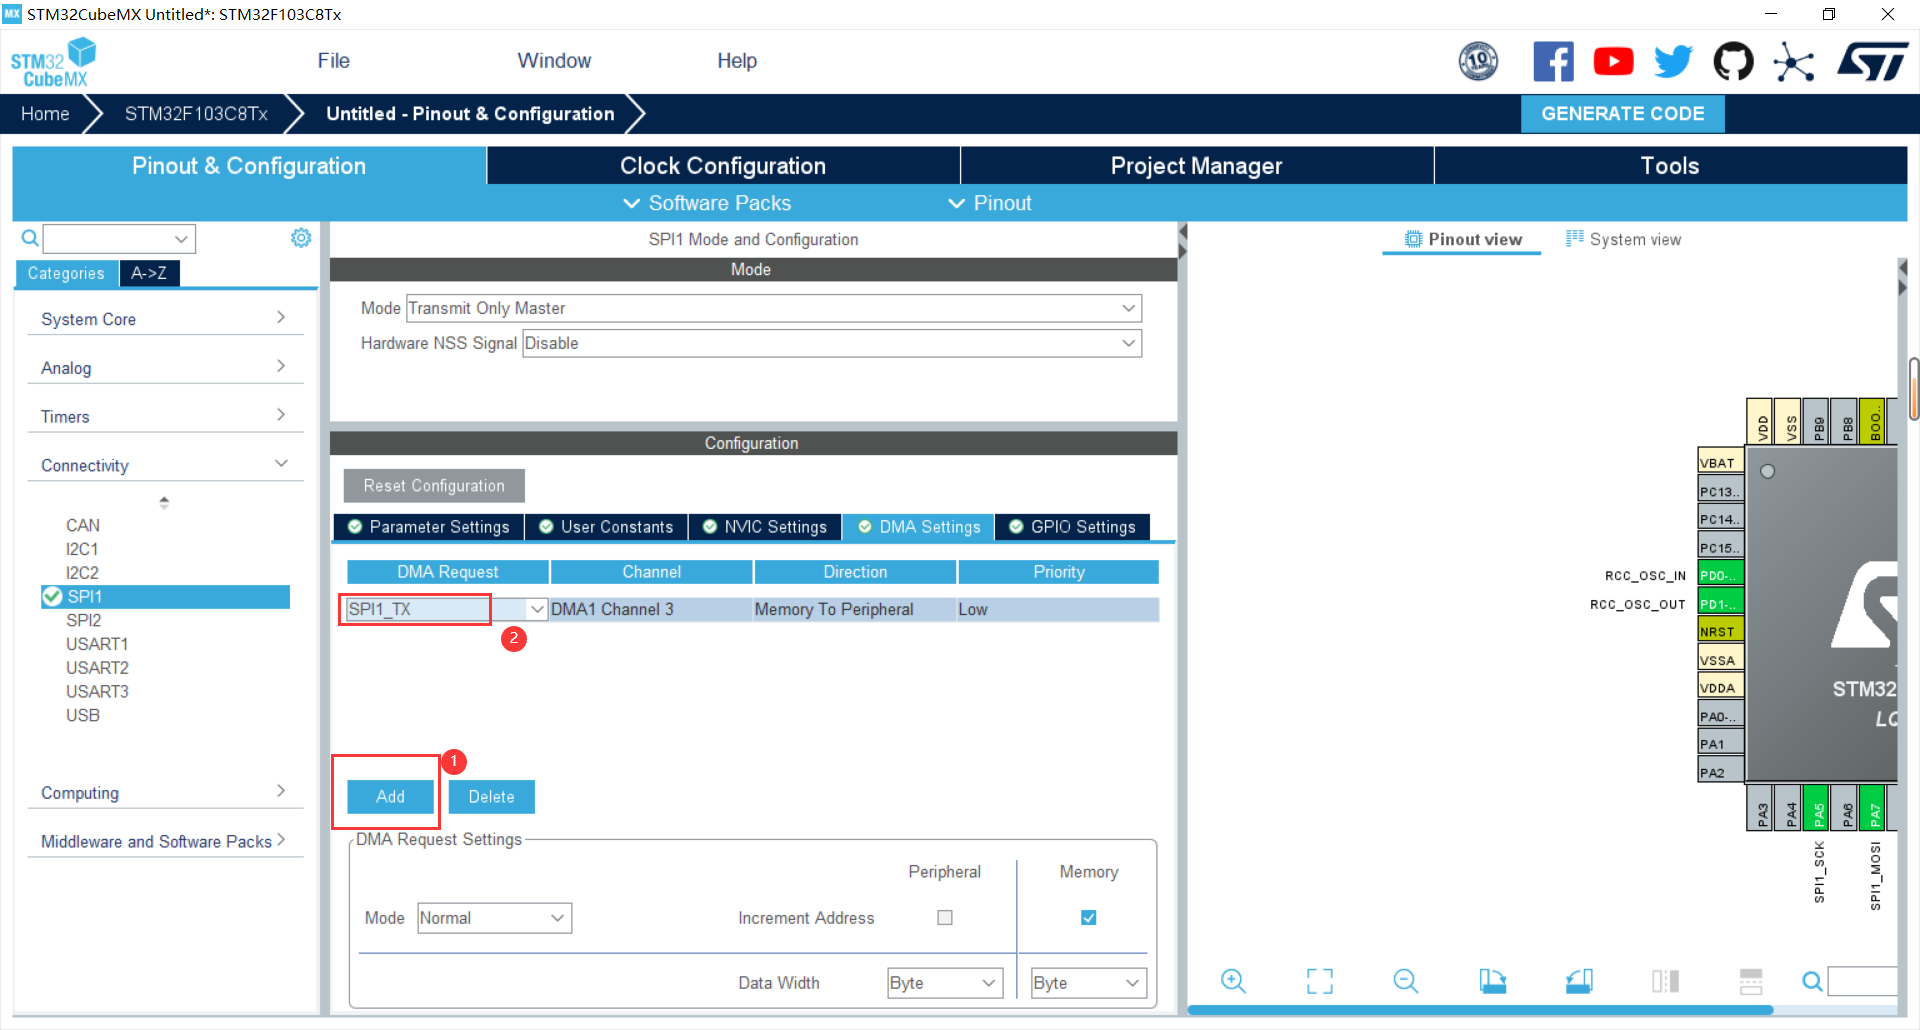 STM32CubeMX Untitled*: STM32F103C8Tx
STM32
CubeMX
File
Window
Help
10
ST
Home
STM32F103C8Tx
Untitled - Pinout & Configuration
GENERATE CODE
Pinout & Configuration
Clock Configuration
Project Manager
Tools
Software Packs
Pinout
Categories
A->Z
System Core
Analog
Timers
Connectivity
CAN
I2C1
I2C2
SPI1
SPI2
USART1
USART2
USART3
USB
Computing
Middleware and Software Packs
SPI1 Mode and Configuration
Mode
Mode Transmit Only Master
Hardware NSS Signal Disable
Configuration
Reset Configuration
Parameter Settings
User Constants
NVIC Settings
DMA Settings
GPIO Settings
DMA Request Channel Direction Priority
SPI1_TX DMA1 Channel 3 Memory To Peripheral Low
2
1
Add
Delete
DMA Request Settings
Peripheral Memory
Mode Normal Increment Address
Data Width Byte Byte
Pinout view
System view
VDD
VSS
PB9
PB8
BOO..
VBAT
PC13..
PC14..
PC15..
RCC_OSC_IN PD0-..
RCC_OSC_OUT PD1-..
NRST
VSSA
VDDA
PA0-..
PA1
PA2
STM32
LQ
PA3
PA4
PA5
PA6
PA7
SPI1_SCK
SPI1_MOSI